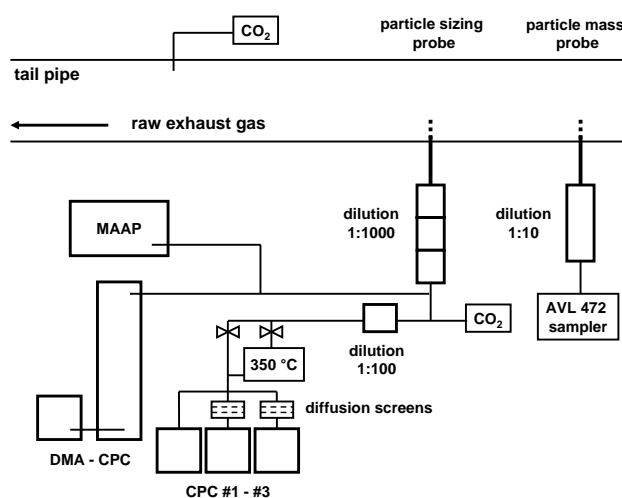 particle sizing
probe
particle mass
probe
CO2
tail pipe
raw exhaust gas
MAAP
dilution
1:1000
dilution
1:10
AVL 472
sampler
CO2
dilution
1:100
350 °C
diffusion screens
DMA - CPC
CPC #1 - #3